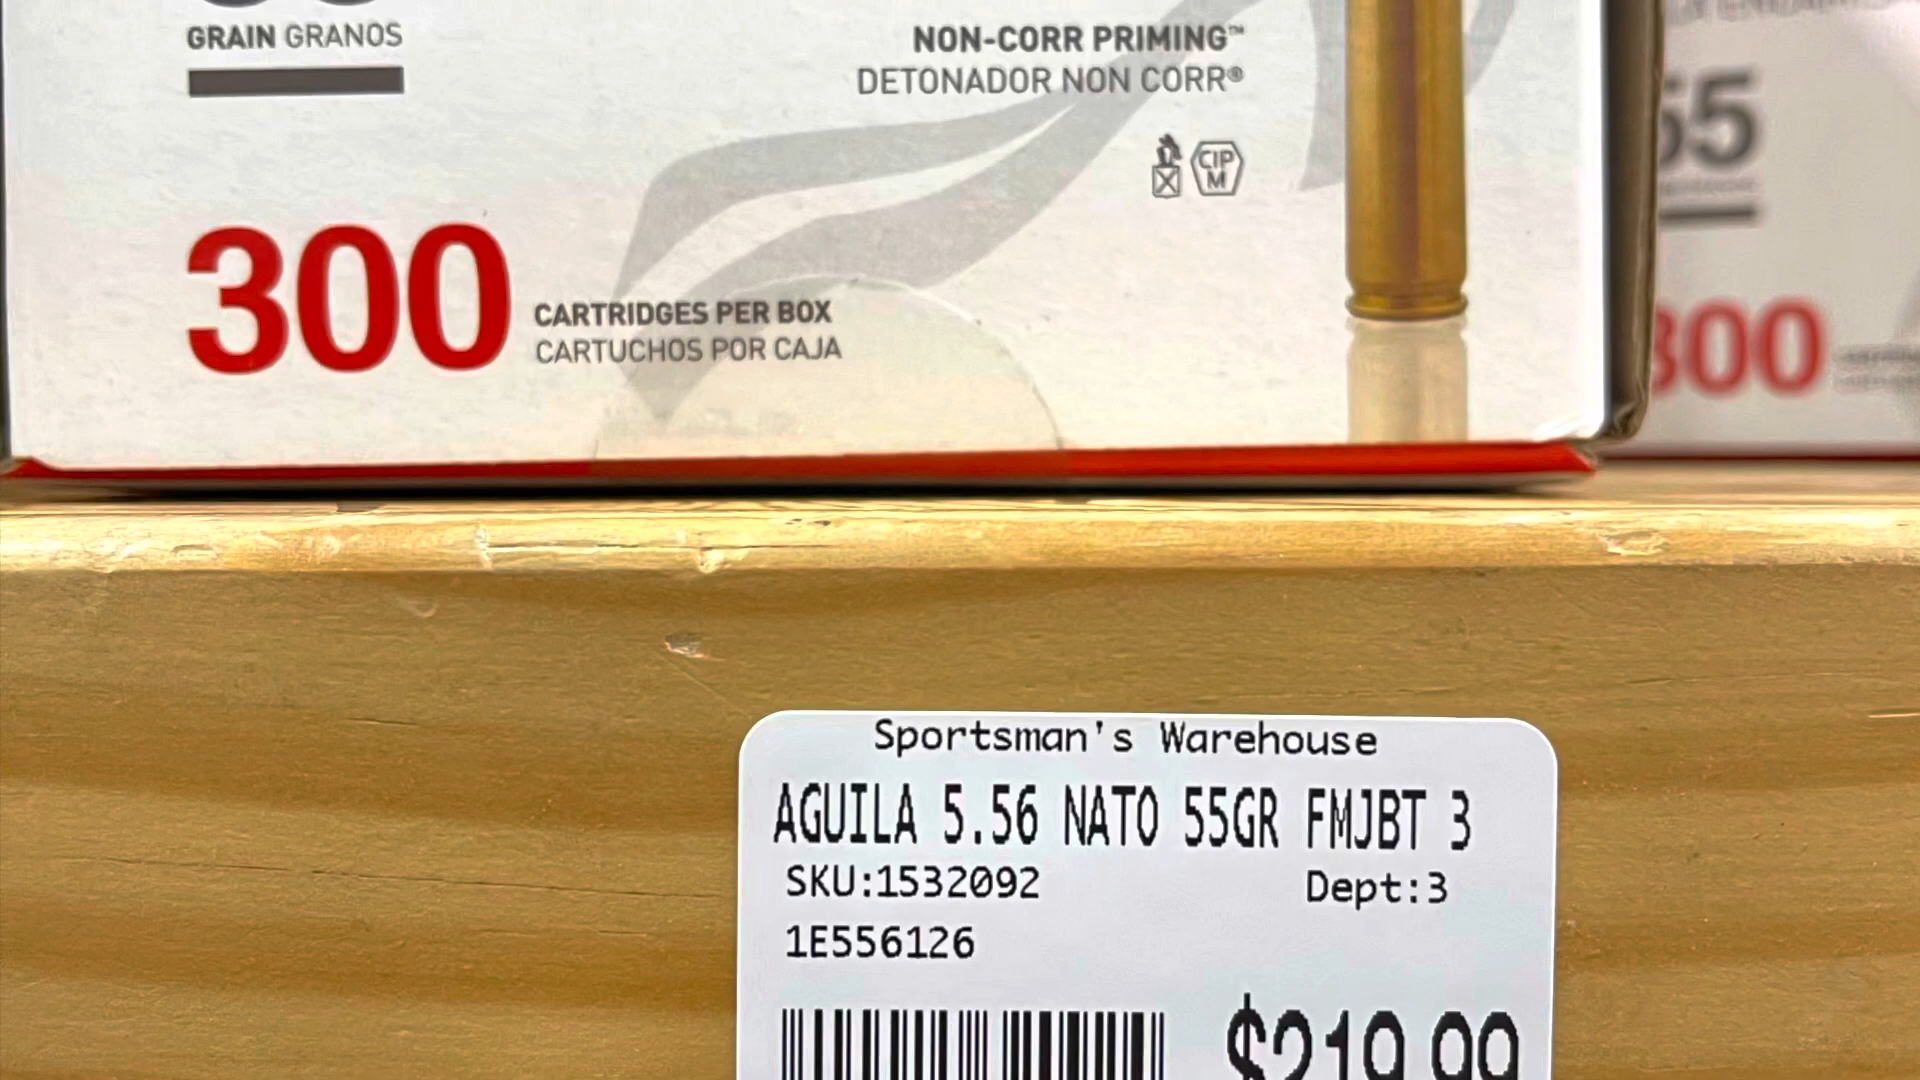 GRAIN GRANOS
NON-CORR PRIMING™
DETONADOR NON CORR®
CIP
M
300
CARTRIDGES PER BOX
CARTUCHOS POR CAJA
55
300
Sportsman's Warehouse
AGUILA 5.56 NATO 55GR FMJBT 3
SKU:1532092 Dept:3
1E556126
$219.99